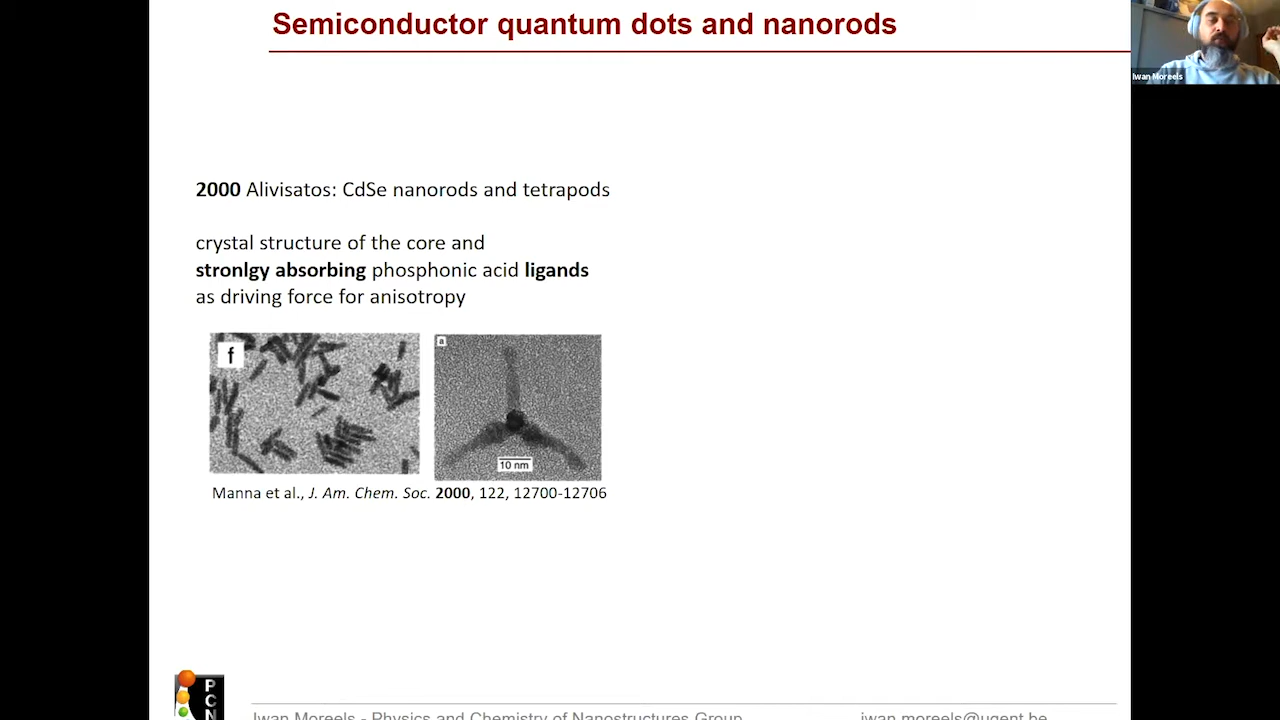 Semiconductor quantum dots and nanorods
Iwan Moreels
2000 Alivisatos: CdSe nanorods and tetrapods
crystal structure of the core and
stronlgy absorbing phosphonic acid ligands
as driving force for anisotropy
f
a
10 nm
Manna et al., J. Am. Chem. Soc. 2000, 122, 12700-12706
P
C
N
Iwan Moreels - Physics and Chemistry of Nanostructures Group
iwan.moreels@ugent.be